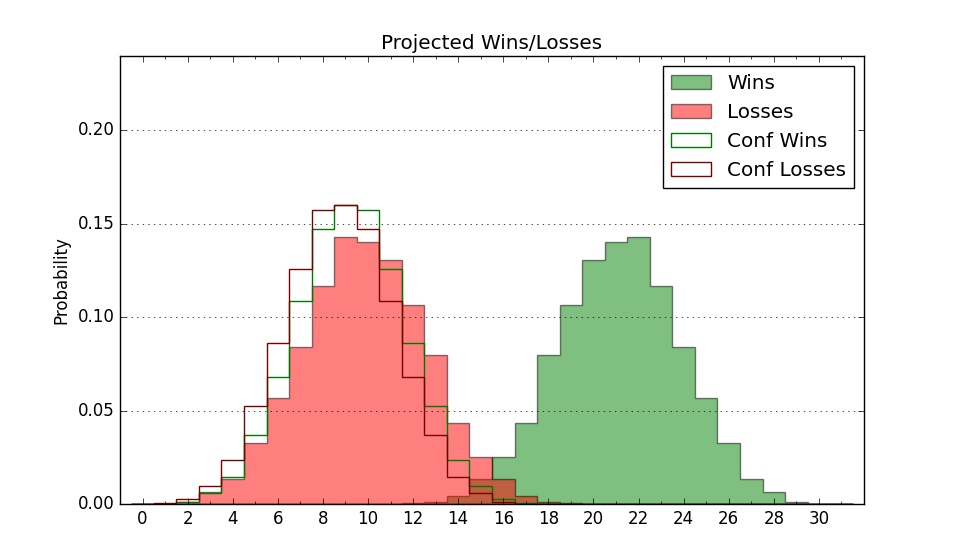 Projected Wins/Losses
Wins
Losses
Conf Wins
Conf Losses
Probability
0.20
0.15
0.10
0.05
0.00
0 2 4 6 8 10 12 14 16 18 20 22 24 26 28 30